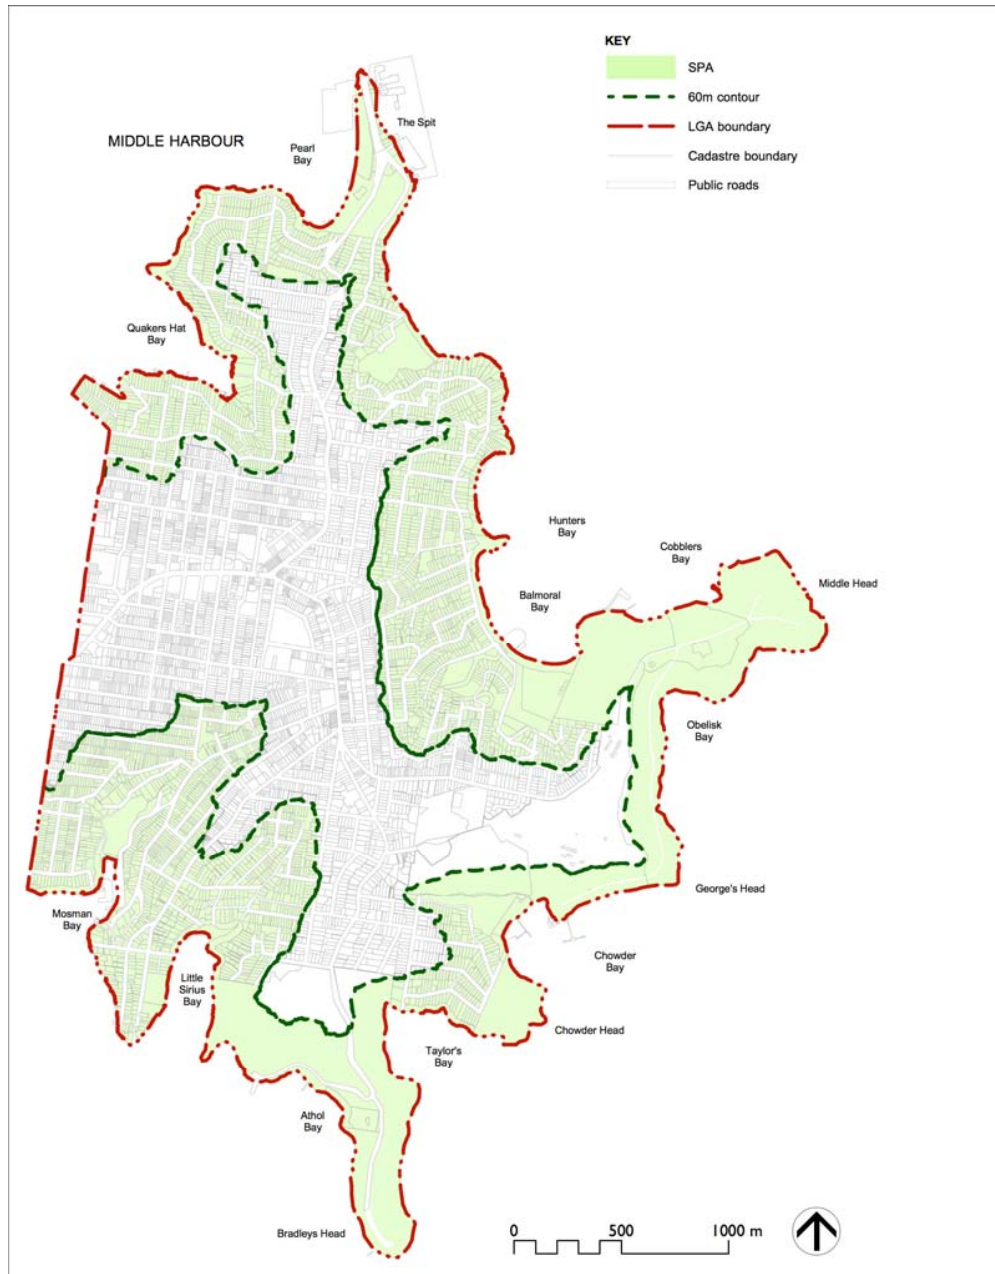 KEY
SPA
60m contour
LGA boundary
Cadastre boundary
Public roads
The Spit
MIDDLE HARBOUR
Pearl
Bay
Quakers Hat
Bay
Hunters
Bay
Cobblers
Bay
Middle Head
Balmoral
Bay
Obelisk
Bay
George's Head
Mosman
Bay
Chowder
Bay
Little
Sirius
Bay
Chowder Head
Taylor's
Bay
Athol
Bay
Bradleys Head
0 500 1000 m